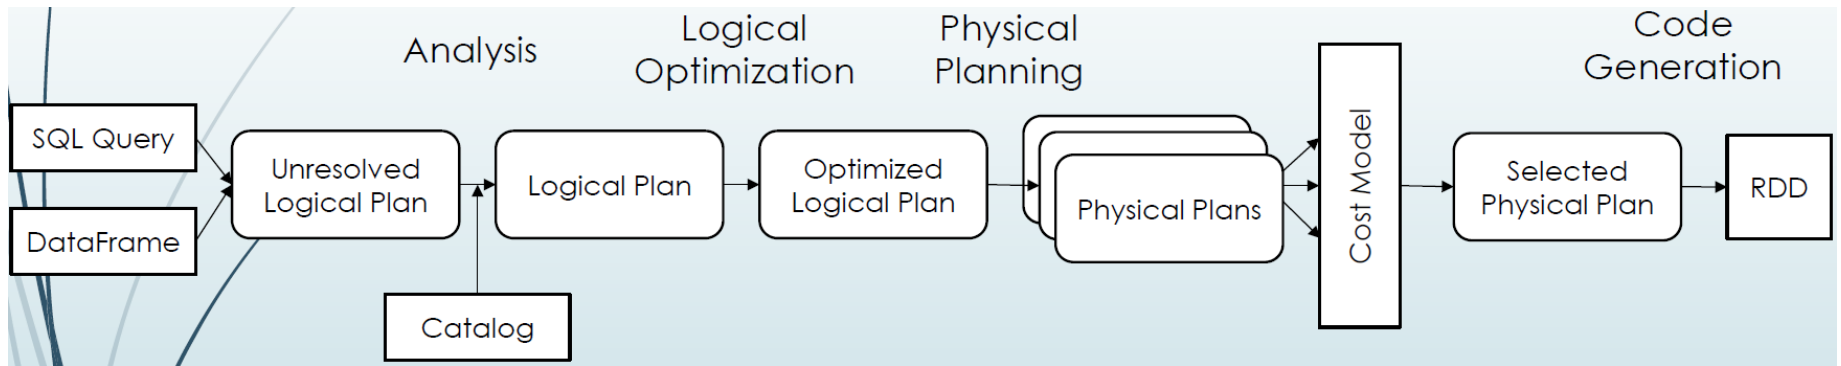 Analysis
Logical
Optimization
Physical
Planning
Code
Generation
SQL Query
DataFrame
Unresolved
Logical Plan
Catalog
Logical Plan
Optimized
Logical Plan
Physical Plans
Cost Model
Selected
Physical Plan
RDD